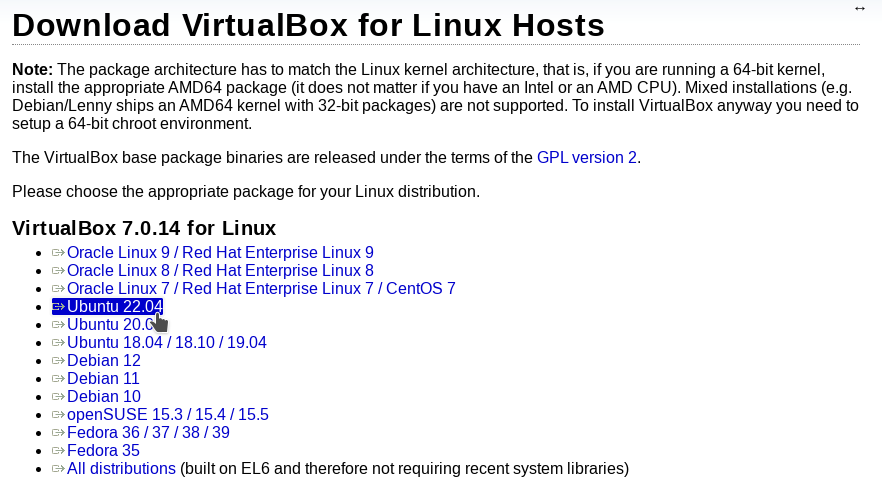 Download VirtualBox for Linux Hosts
Note: The package architecture has to match the Linux kernel architecture, that is, if you are running a 64-bit kernel,
install the appropriate AMD64 package (it does not matter if you have an Intel or an AMD CPU). Mixed installations (e.g.
Debian/Lenny ships an AMD64 kernel with 32-bit packages) are not supported. To install VirtualBox anyway you need to
setup a 64-bit chroot environment.
The VirtualBox base package binaries are released under the terms of the GPL version 2.
Please choose the appropriate package for your Linux distribution.
VirtualBox 7.0.14 for Linux
Oracle Linux 9 / Red Hat Enterprise Linux 9
Oracle Linux 8 / Red Hat Enterprise Linux 8
Oracle Linux 7 / Red Hat Enterprise Linux 7 / CentOS 7
Ubuntu 22.04
Ubuntu 20.0
Ubuntu 18.04 / 18.10 / 19.04
Debian 12
Debian 11
Debian 10
openSUSE 15.3 / 15.4 / 15.5
Fedora 36 / 37 / 38 / 39
Fedora 35
All distributions (built on EL6 and therefore not requiring recent system libraries)